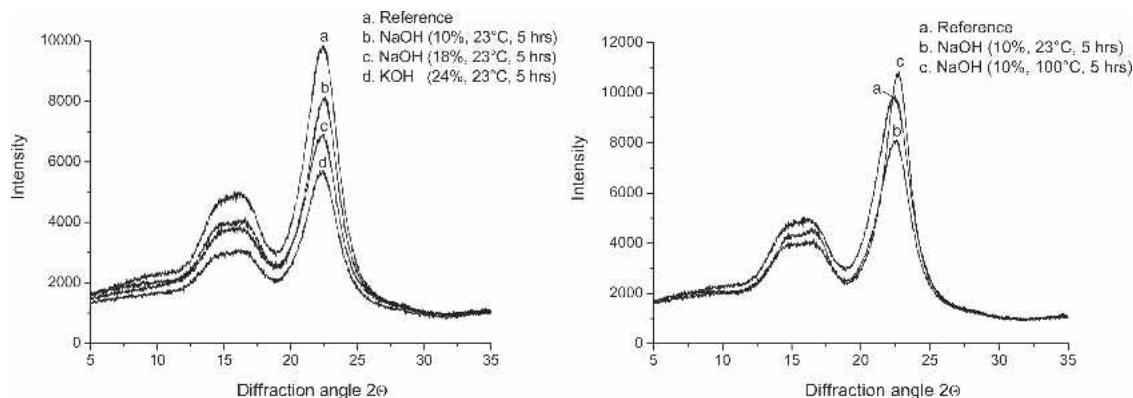 a. Reference
b. NaOH (10%, 23°C, 5 hrs)
c. NaOH (18%, 23°C, 5 hrs)
d. KOH (24%, 23°C, 5 hrs)
10000
8000
6000
4000
2000
0
Intensity
a
b
c
d
5 10 15 20 25 30 35
Diffraction angle 2Θ
a. Reference
b. NaOH (10%, 23°C, 5 hrs)
c. NaOH (10%, 100°C, 5 hrs)
12000
10000
8000
6000
4000
2000
0
Intensity
c
a
b
5 10 15 20 25 30 35
Diffraction angle 2Θ